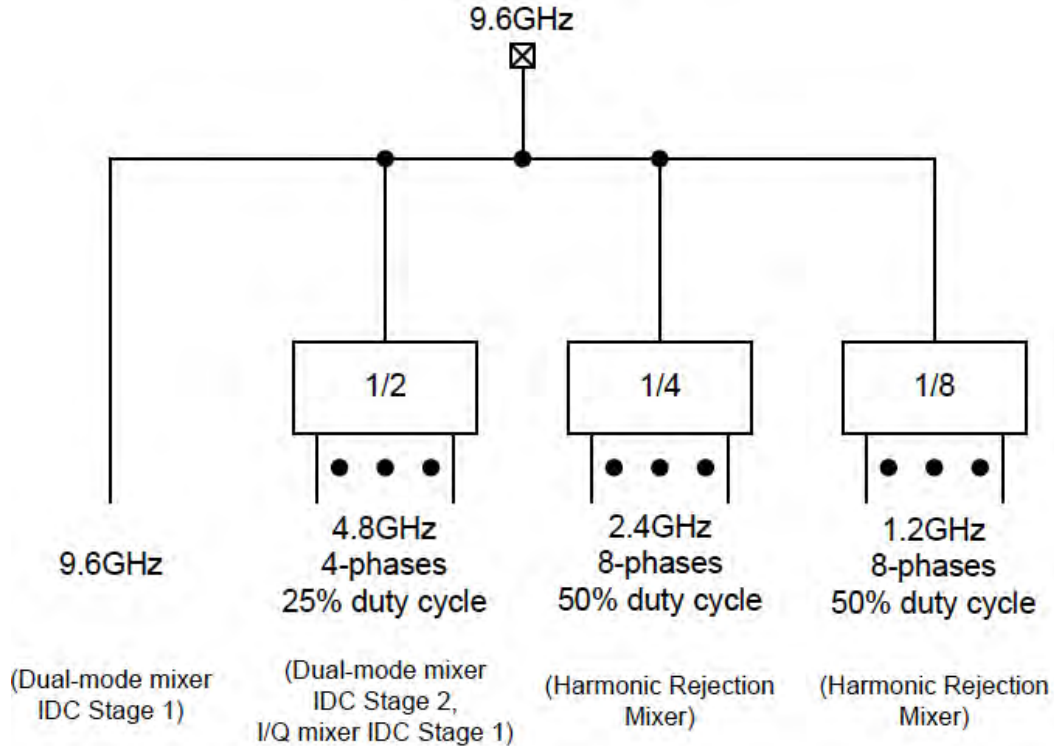 9.6GHz
1/2
1/4
1/8
9.6GHz
4.8GHz
4-phases
25% duty cycle
2.4GHz
8-phases
50% duty cycle
1.2GHz
8-phases
50% duty cycle
(Dual-mode mixer
IDC Stage 1)
(Dual-mode mixer
IDC Stage 2,
I/Q mixer IDC Stage 1)
(Harmonic Rejection
Mixer)
(Harmonic Rejection
Mixer)